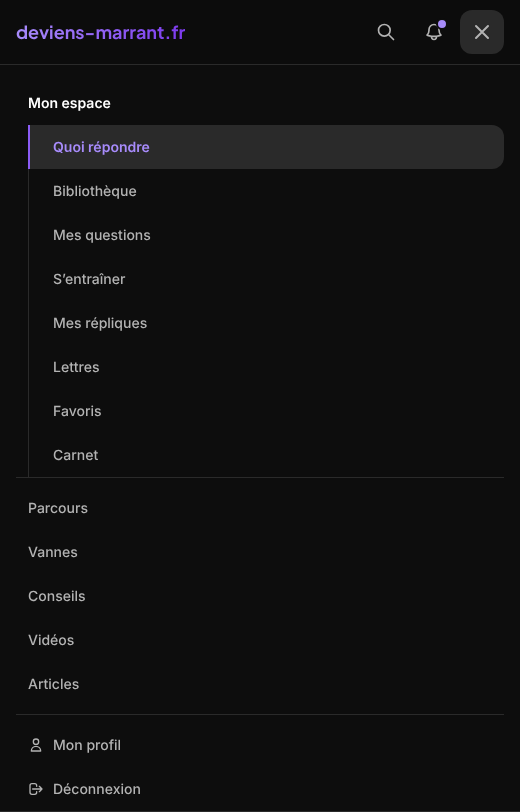 deviens-marrant.fr
Mon espace
Quoi répondre
Bibliothèque
Mes questions
S’entraîner
Mes répliques
Lettres
Favoris
Carnet
Parcours
Vannes
Conseils
Vidéos
Articles
Mon profil
Déconnexion